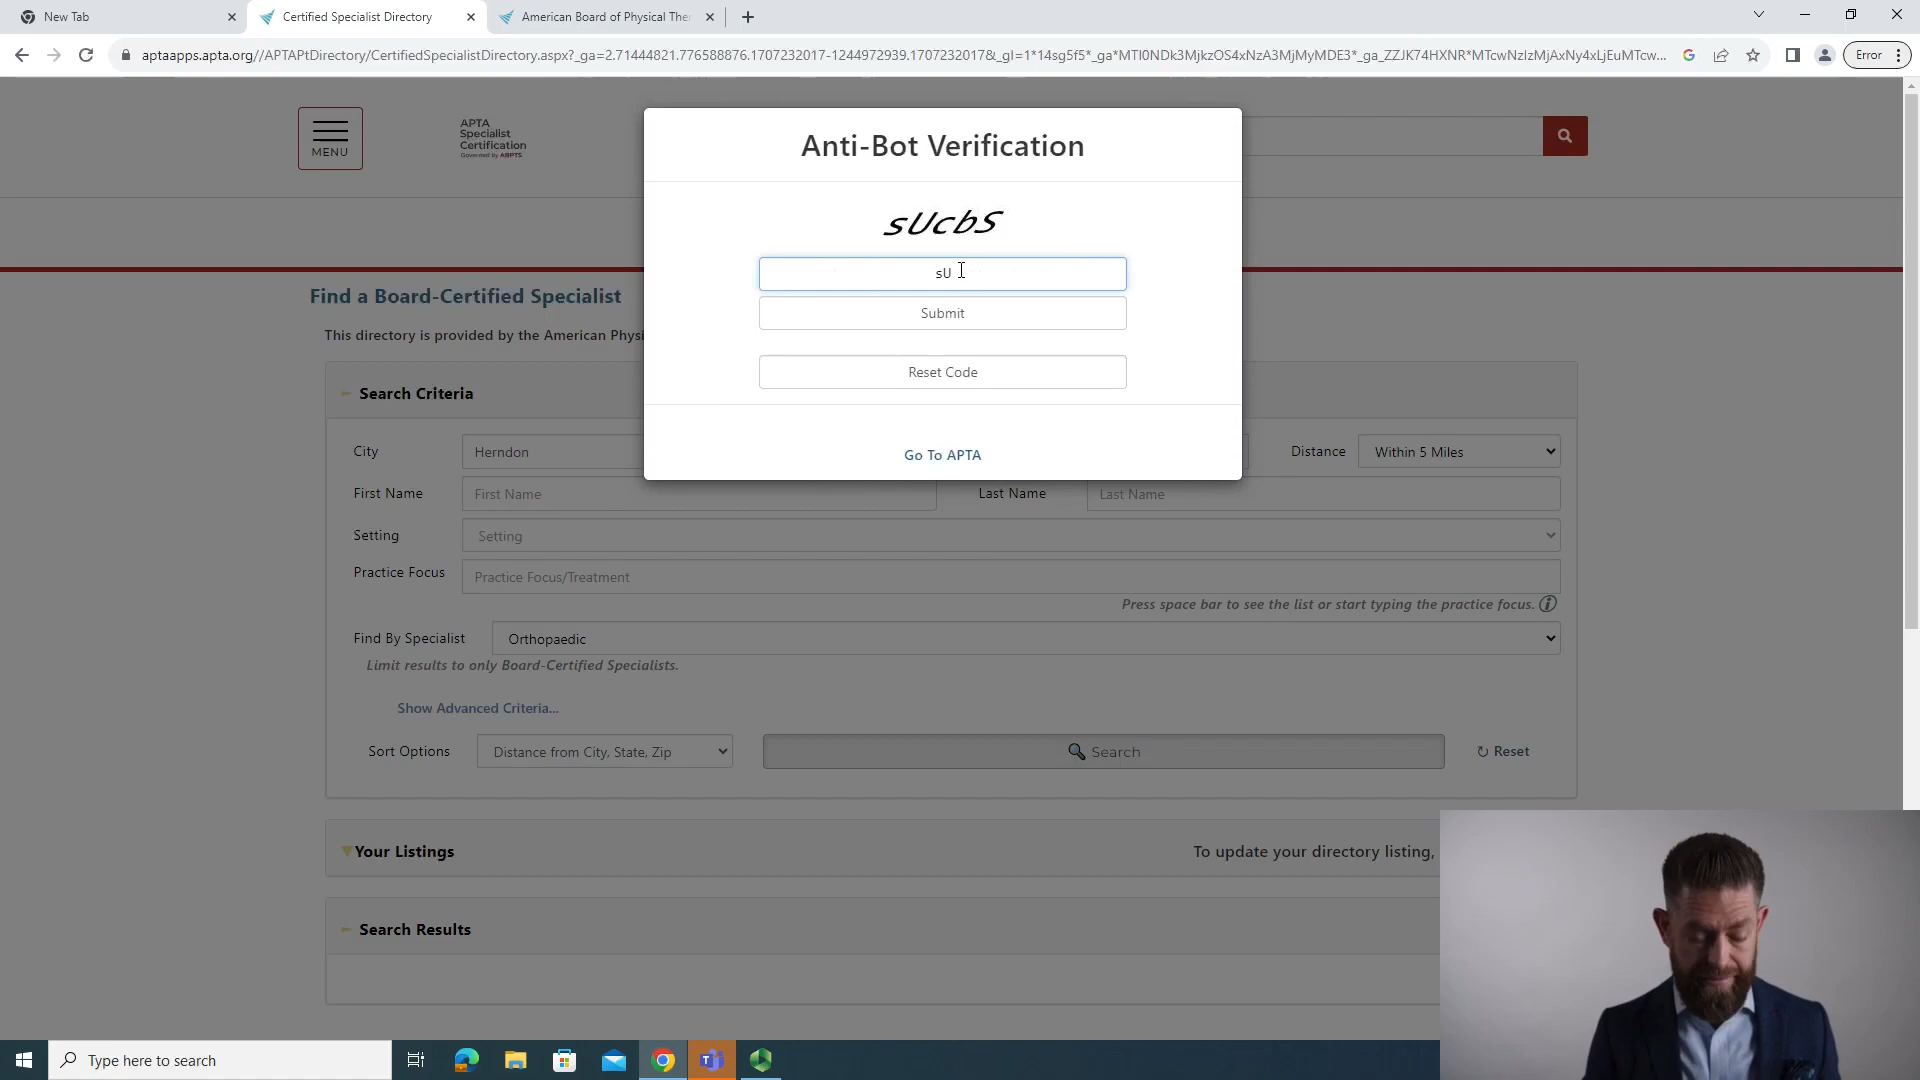 New Tab
Certified Specialist Directory
American Board of Physical Ther
aptaapps.apta.org//APTAPtDirectory/CertifiedSpecialistDirectory.aspx?_ga=2.71444821.776588876.1707232017-1244972939.1707232017&_gl=1*14sg5f5*_ga*MTI0NDk3MjkzOS4xNzA3MjMyMDE3*_ga_ZZJK74HXNR*MTcwNzIzMjAxNy4xLjEuMTcw...
Error
MENU
APTA
Specialist
Certification
Governed by ABPTS
Anti-Bot Verification
sUcbS
sU
Submit
Reset Code
Go To APTA
Find a Board-Certified Specialist
This directory is provided by the American Physi
Search Criteria
City
Herndon
Distance
Within 5 Miles
First Name
First Name
Last Name
Last Name
Setting
Setting
Practice Focus
Practice Focus/Treatment
Press space bar to see the list or start typing the practice focus.
Find By Specialist
Orthopaedic
Limit results to only Board-Certified Specialists.
Show Advanced Criteria...
Sort Options
Distance from City, State, Zip
Search
Reset
Your Listings
To update your directory listing,
Search Results
Type here to search